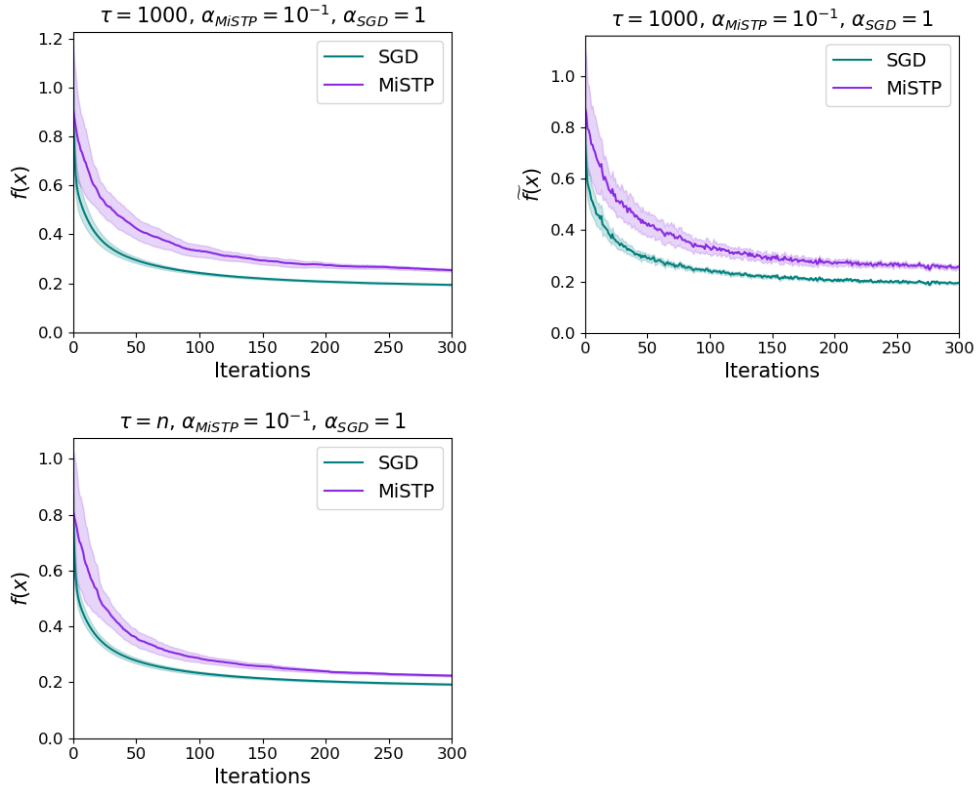 τ = 1000, α_MiSTP = 10⁻¹, α_SGD = 1
1.2
1.0
0.8
0.6
0.4
0.2
0.0
f(x)
SGD
MiSTP
0
50
100
150
200
250
300
Iterations
τ = 1000, α_MiSTP = 10⁻¹, α_SGD = 1
1.0
0.8
0.6
0.4
0.2
0.0
f̃(x)
SGD
MiSTP
0
50
100
150
200
250
300
Iterations
τ = n, α_MiSTP = 10⁻¹, α_SGD = 1
1.0
0.8
0.6
0.4
0.2
0.0
f(x)
SGD
MiSTP
0
50
100
150
200
250
300
Iterations